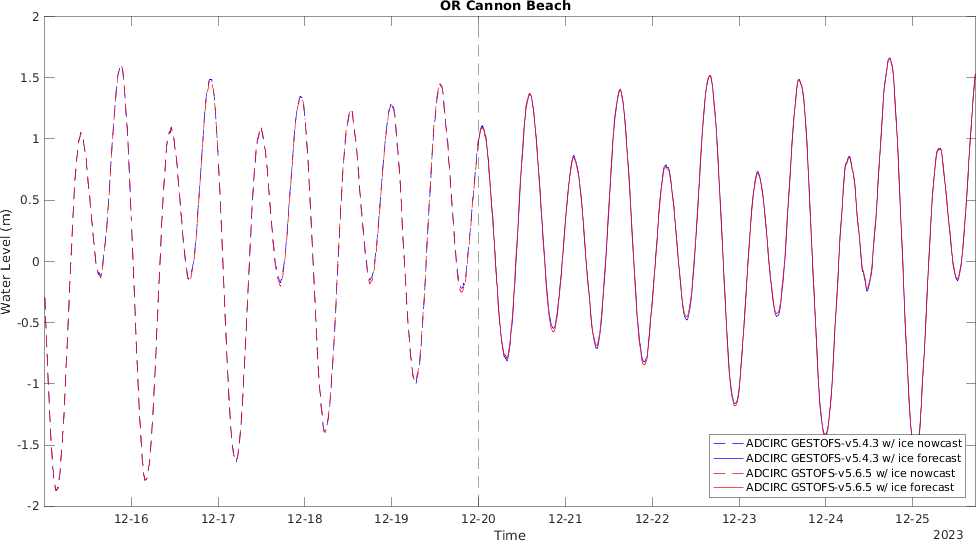 OR Cannon Beach
Water Level (m)
2
1.5
1
0.5
0
-0.5
-1
-1.5
-2
ADCIRC GESTOFS-v5.4.3 w/ ice nowcast
ADCIRC GESTOFS-v5.4.3 w/ ice forecast
ADCIRC GSTOFS-v5.6.5 w/ ice nowcast
ADCIRC GSTOFS-v5.6.5 w/ ice forecast
12-16 12-17 12-18 12-19 12-20 12-21 12-22 12-23 12-24 12-25
Time
2023